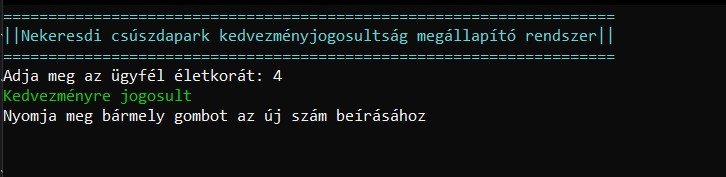 ====================================================================
||Nekeresdi csúszdapark kedvezményjogosultság megállapító rendszer||
====================================================================
Adja meg az ügyfél életkorát: 4
Kedvezményre jogosult
Nyomja meg bármely gombot az új szám beírásához